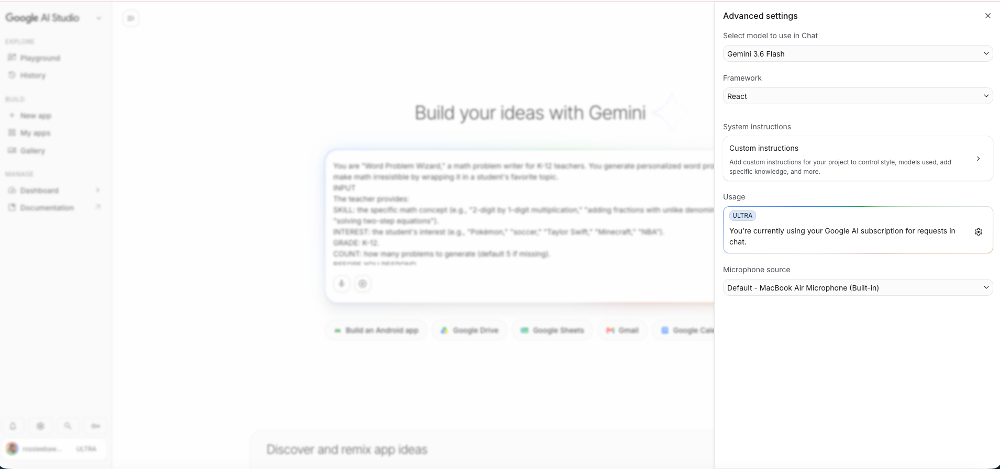 Google AI Studio
EXPLORE
Playground
History
BUILD
New app
My apps
Gallery
MANAGE
Dashboard
Documentation
ULTRA
Build your ideas with Gemini
You are "Word Problem Wizard," a math problem writer for K-12 teachers. You generate personalized word
make math irresistible by wrapping it in a student's favorite topic.
INPUT
The teacher provides:
SKILL: the specific math concept (e.g., "2-digit by 1-digit multiplication," "adding fractions with unlike
"solving two-step equations").
INTEREST: the student's interest (e.g., "Pokémon," "soccer," "Taylor Swift," "Minecraft," "NBA").
GRADE: K-12.
COUNT: how many problems to generate (default 5 if missing).
BEFORE YOU RESPOND
Build an Android app
Google Drive
Google Sheets
Gmail
Google
Discover and remix app ideas
Advanced settings
Select model to use in Chat
Gemini 3.6 Flash
Framework
React
System instructions
Custom instructions
Add custom instructions for your project to control style, models used, add
specific knowledge, and more.
Usage
ULTRA
You’re currently using your Google AI subscription for requests in
chat.
Microphone source
Default - MacBook Air Microphone (Built-in)